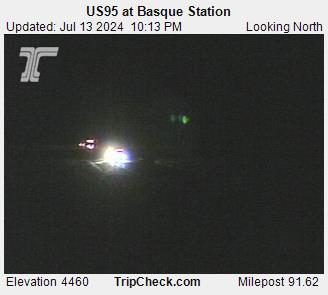 US95 at Basque Station
Updated: Jul 13 2024 10:13 PM Looking North
Elevation 4460 TripCheck.com Milepost 91.62